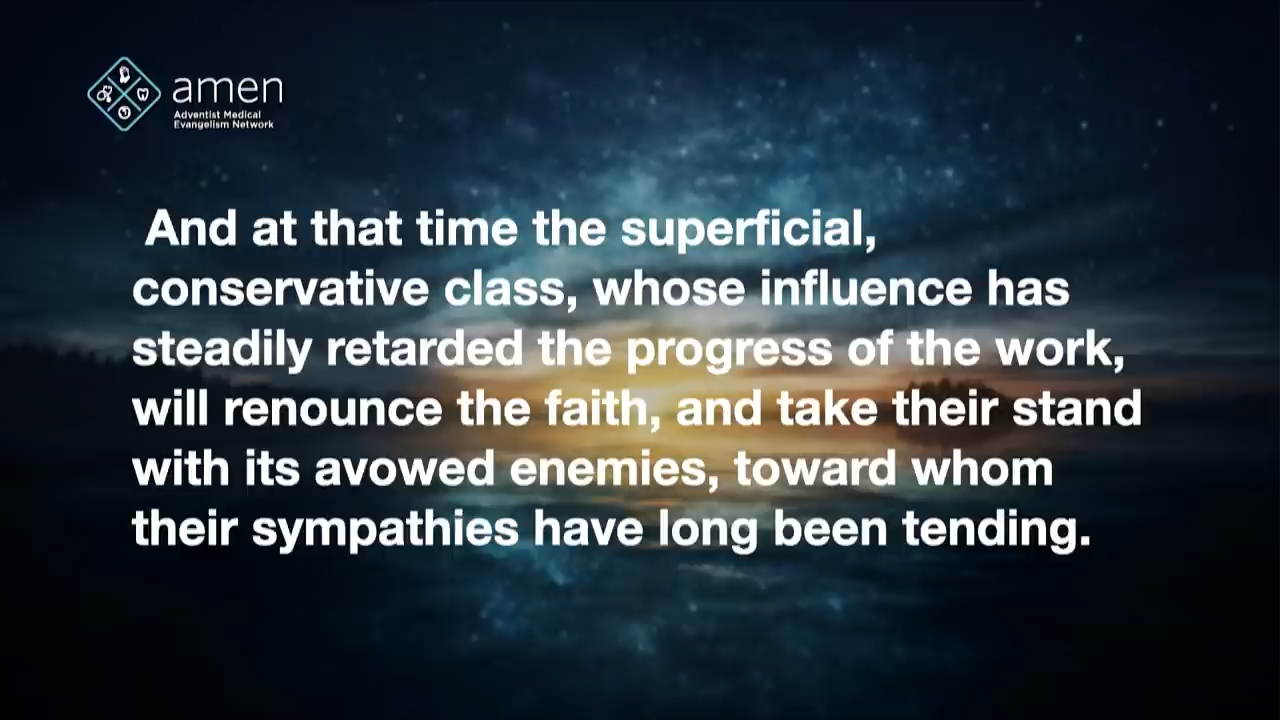 amen
Adventist Medical
Evangelism Network
And at that time the superficial,
conservative class, whose influence has
steadily retarded the progress of the work,
will renounce the faith, and take their stand
with its avowed enemies, toward whom
their sympathies have long been tending.